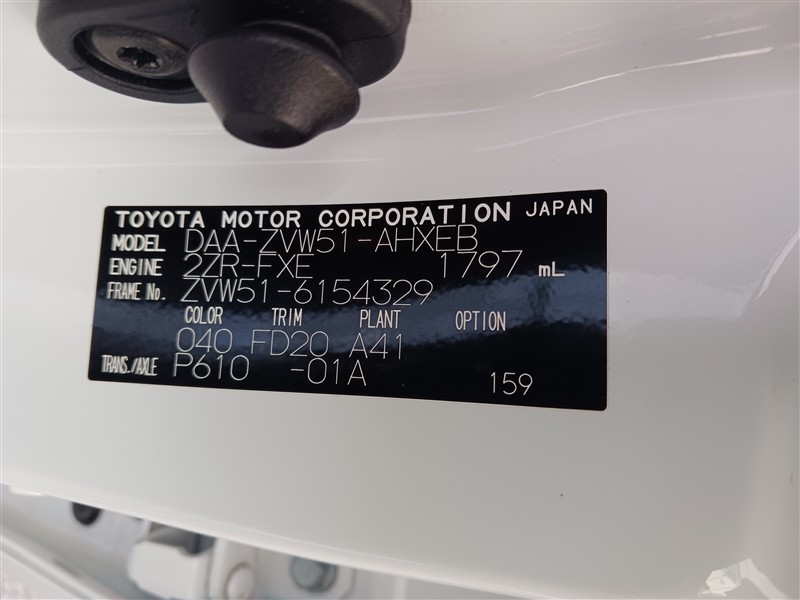 TOYOTA MOTOR CORPORATION JAPAN
MODEL DAA-ZVW51-AHXEB
ENGINE 2ZR-FXE 1797 mL
FRAME No. ZVW51-6154329
COLOR TRIM PLANT OPTION
040 FD20 A41
TRANS./AXLE P610 -01A 159